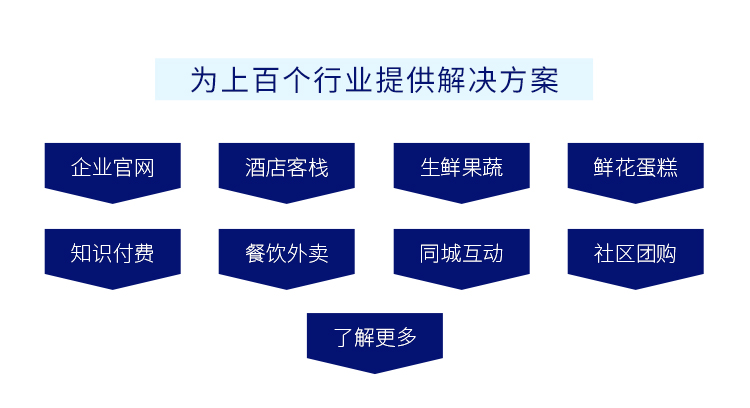 为上百个行业提供解决方案
企业官网
酒店客栈
生鲜果蔬
鲜花蛋糕
知识付费
餐饮外卖
同城互动
社区团购
了解更多